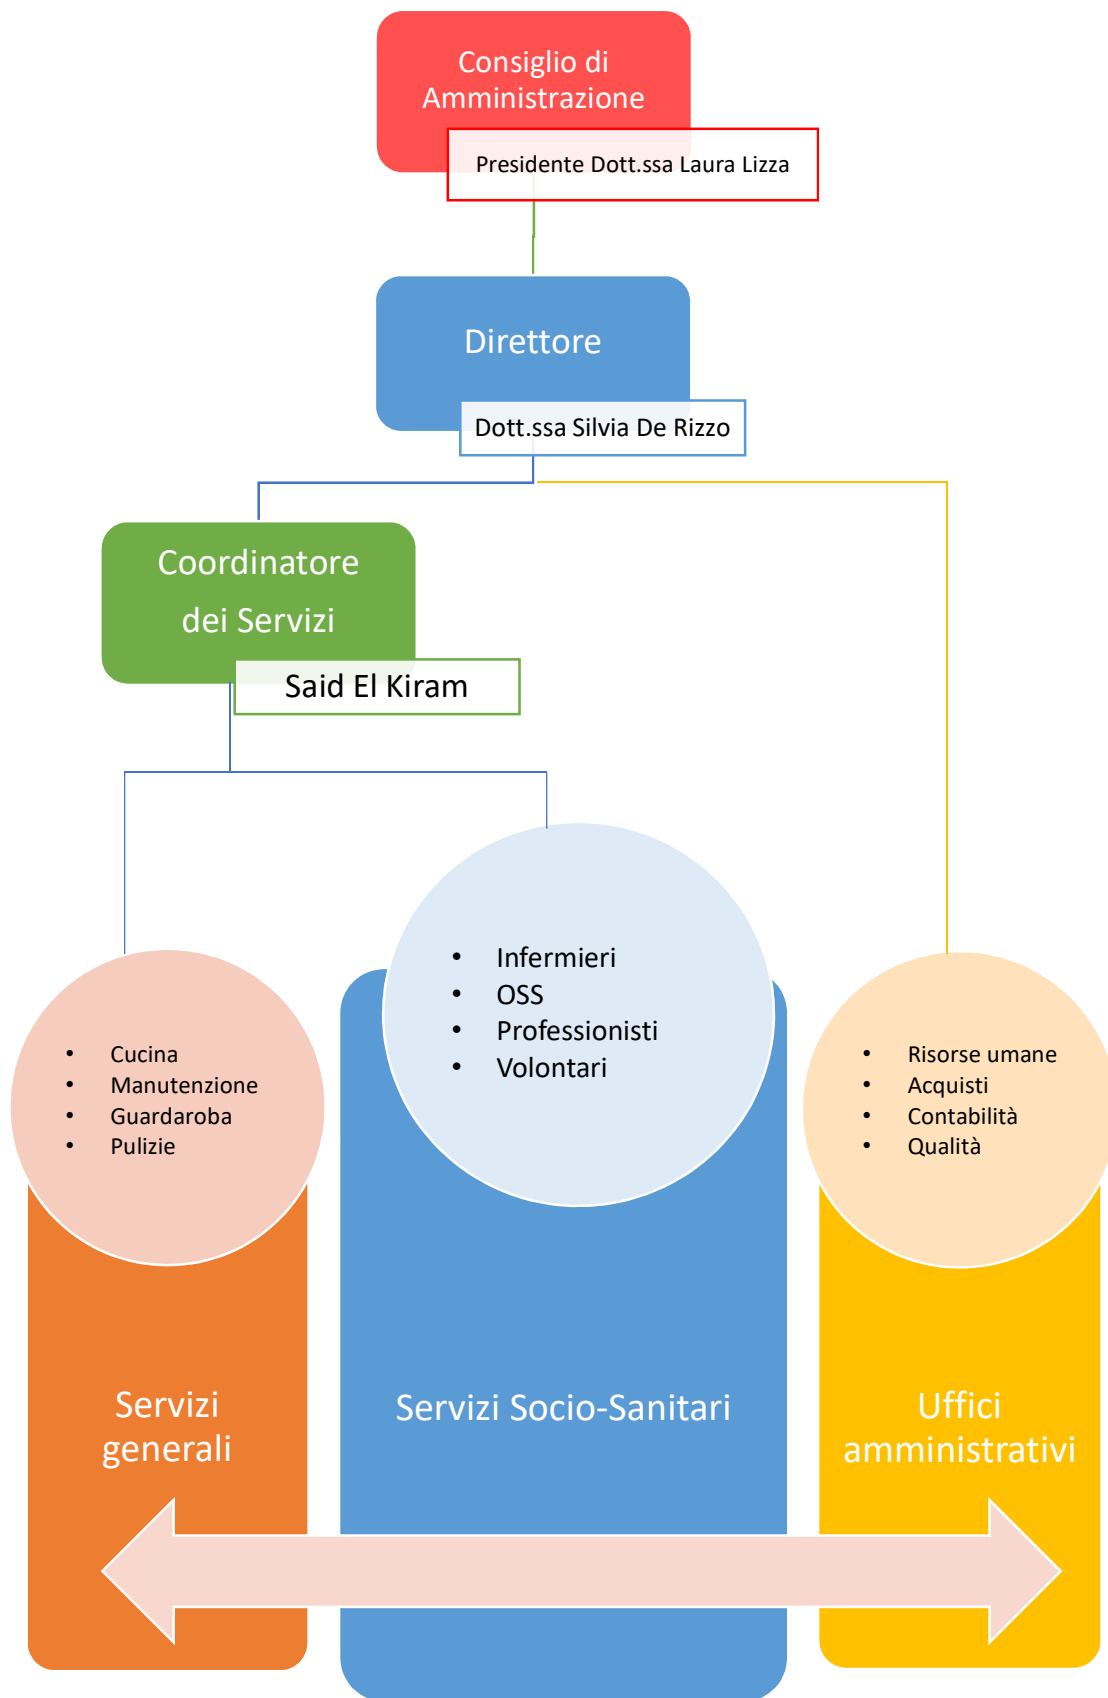 Consiglio di
Amministrazione
Presidente Dott.ssa Laura Lizza
Direttore
Dott.ssa Silvia De Rizzo
Coordinatore
dei Servizi
Said El Kiram
• Infermieri
• OSS
• Professionisti
• Volontari
• Cucina
• Manutenzione
• Guardaroba
• Pulizie
• Risorse umane
• Acquisti
• Contabilità
• Qualità
Servizi
generali
Servizi Socio-Sanitari
Uffici
amministrativi